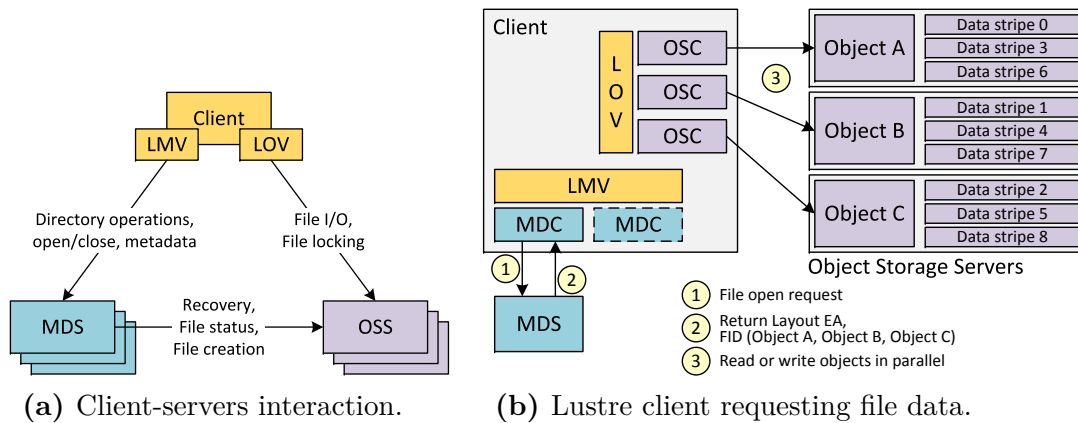 Client
LMV
LOV
Directory operations,
open/close, metadata
File I/O,
File locking
MDS
Recovery,
File status,
File creation
OSS
(a) Client-servers interaction.
Client
L
O
V
OSC
OSC
OSC
LMV
MDC
MDC
1
2
MDS
3
Object A
Data stripe 0
Data stripe 3
Data stripe 6
Object B
Data stripe 1
Data stripe 4
Data stripe 7
Object C
Data stripe 2
Data stripe 5
Data stripe 8
Object Storage Servers
1 File open request
2 Return Layout EA,
FID (Object A, Object B, Object C)
3 Read or write objects in parallel
(b) Lustre client requesting file data.